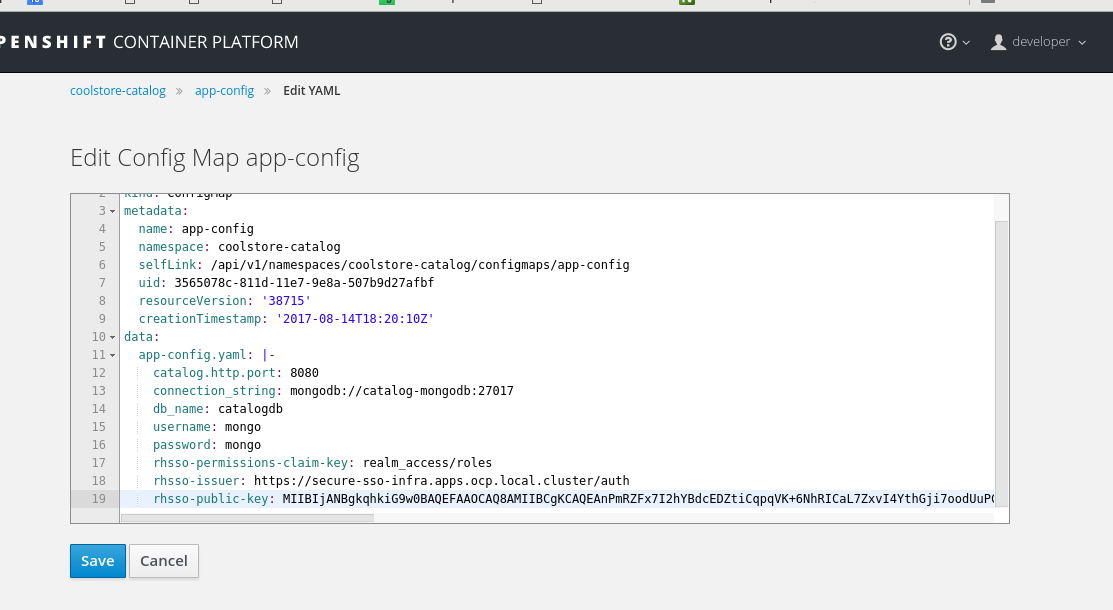 PENSHIFT CONTAINER PLATFORM
developer
coolstore-catalog » app-config » Edit YAML
Edit Config Map app-config
2 kind: ConfigMap
3 metadata:
4 name: app-config
5 namespace: coolstore-catalog
6 selfLink: /api/v1/namespaces/coolstore-catalog/configmaps/app-config
7 uid: 3565078c-811d-11e7-9e8a-507b9d27afbf
8 resourceVersion: '38715'
9 creationTimestamp: '2017-08-14T18:20:10Z'
10 data:
11 app-config.yaml: |-
12 catalog.http.port: 8080
13 connection_string: mongodb://catalog-mongodb:27017
14 db_name: catalogdb
15 username: mongo
16 password: mongo
17 rhsso-permissions-claim-key: realm_access/roles
18 rhsso-issuer: https://secure-sso-infra.apps.ocp.local.cluster/auth
19 rhsso-public-key: MIIBIjANBgkqhkiG9w0BAQEFAAOCAQ8AMIIBCgKCAQEAnPmRZFx7I2hYBdcEDZtiCqpqVK+6NhRICaL7ZxvI4YthGji7oodUuP
Save Cancel